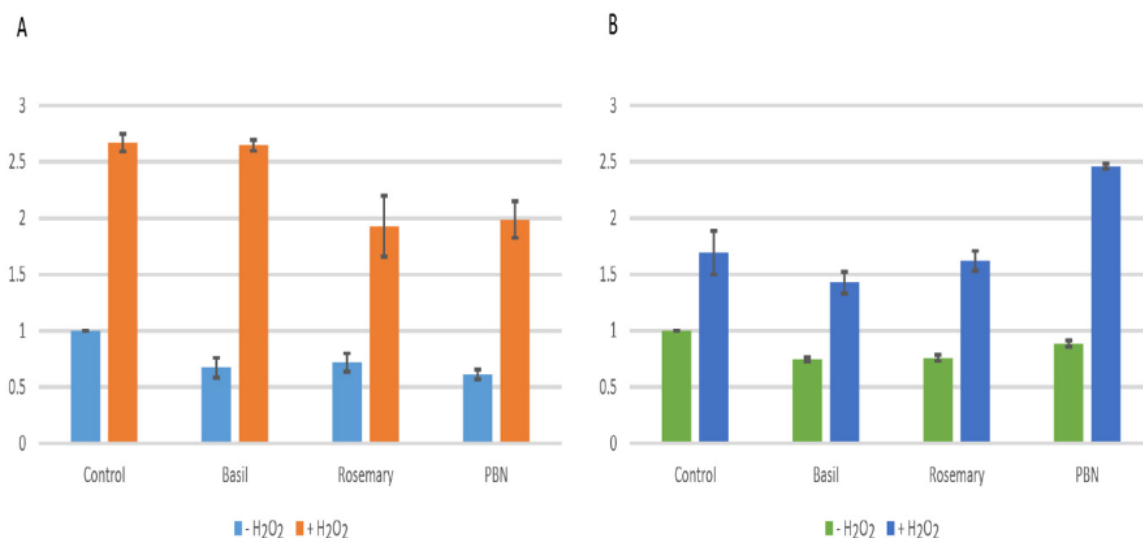 A
3
2.5
2
1.5
1
0.5
0
Control Basil Rosemary PBN
- H₂O₂ + H₂O₂
B
3
2.5
2
1.5
1
0.5
0
Control Basil Rosemary PBN
- H₂O₂ + H₂O₂